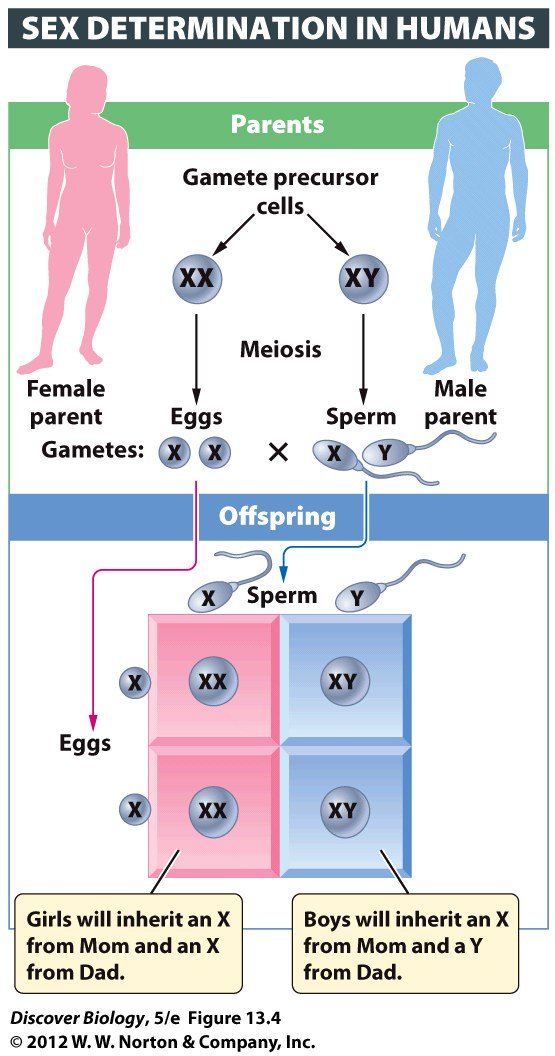 SEX DETERMINATION IN HUMANS
Parents
Gamete precursor
cells
XX
XY
Meiosis
Female
parent
Eggs
Sperm
Male
parent
Gametes:
X
X
×
X
Y
Offspring
X
Sperm
Y
X
XX
XY
Eggs
X
XX
XY
Girls will inherit an X
from Mom and an X
from Dad.
Boys will inherit an X
from Mom and a Y
from Dad.
Discover Biology, 5/e Figure 13.4
© 2012 W. W. Norton & Company, Inc.